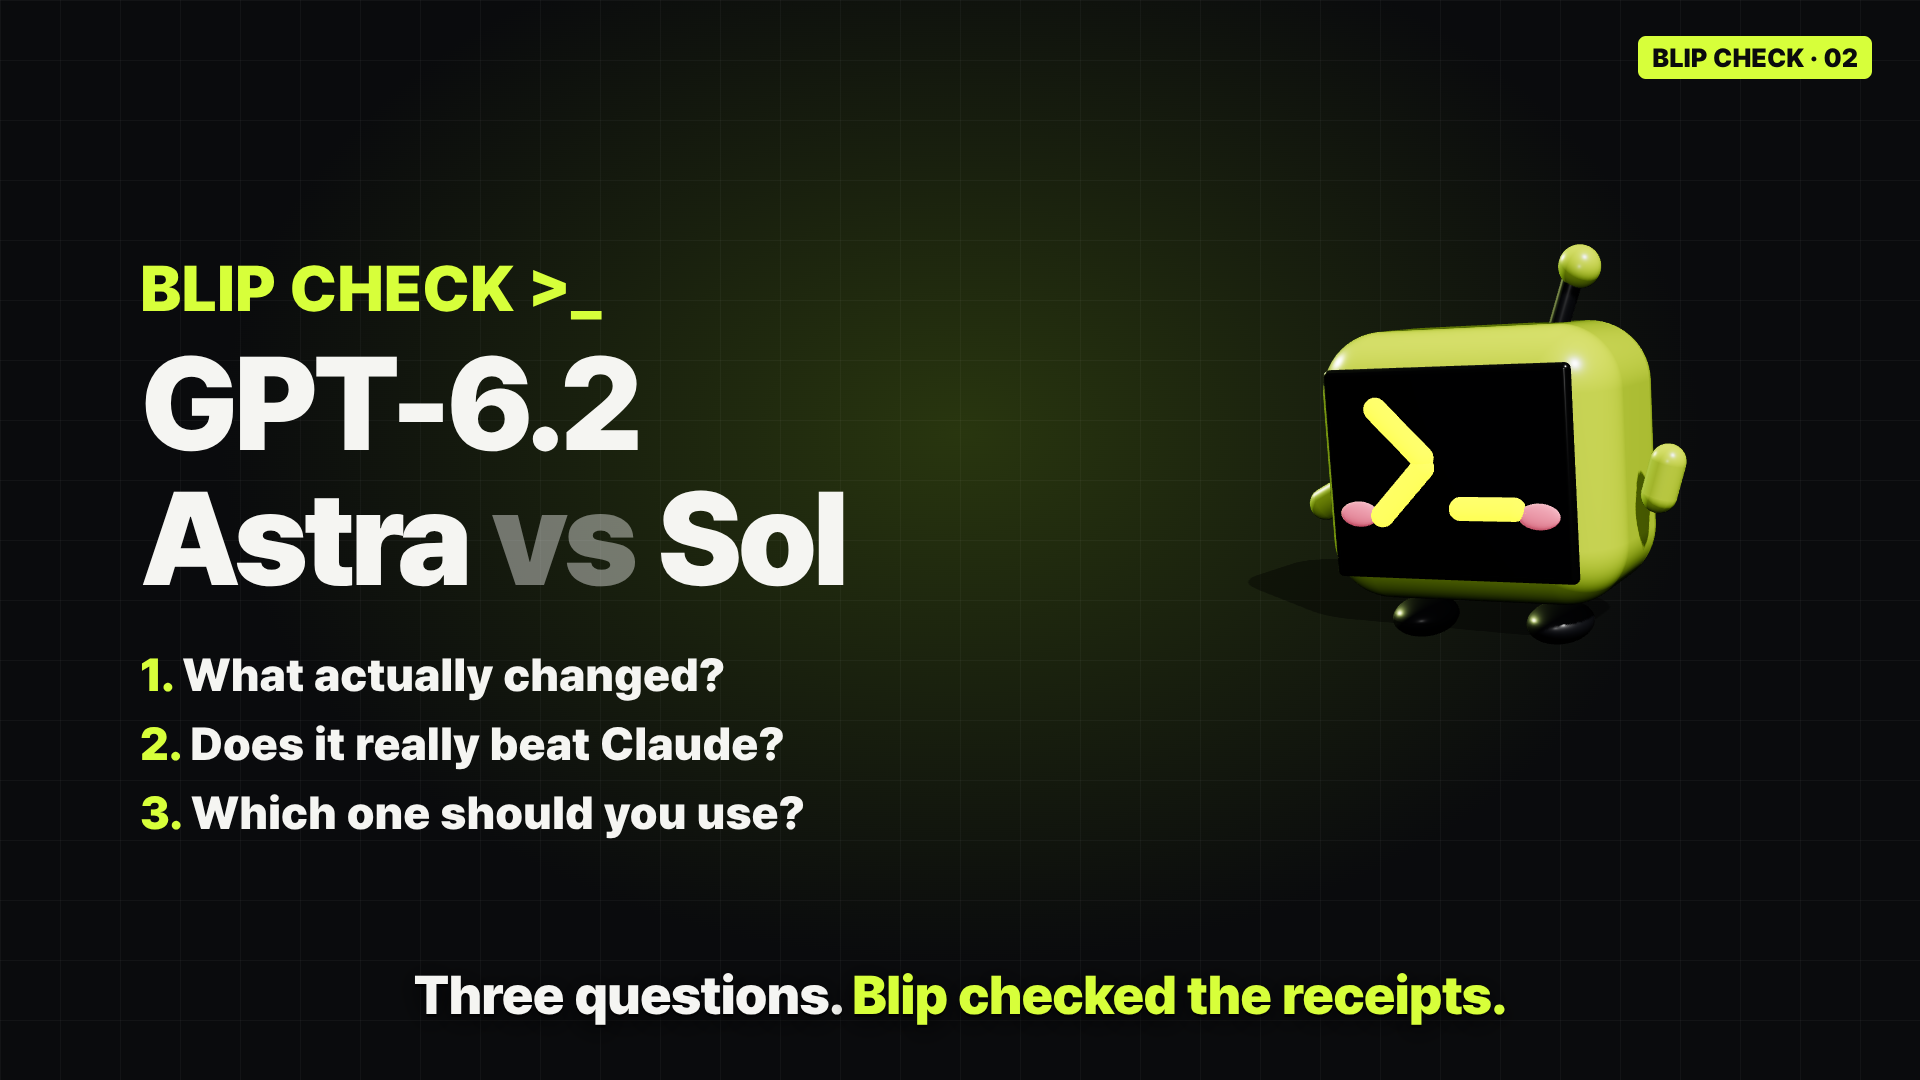 BLIP CHECK · 02
BLIP CHECK >_
GPT-6.2
Astra vs Sol
1. What actually changed?
2. Does it really beat Claude?
3. Which one should you use?
Three questions. Blip checked the receipts.